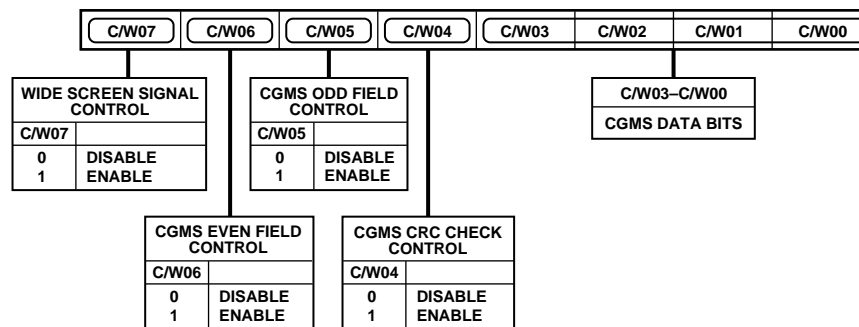 C/W07 C/W06 C/W05 C/W04 C/W03 C/W02 C/W01 C/W00
WIDE SCREEN SIGNAL
CONTROL
C/W07
0 DISABLE
1 ENABLE
CGMS ODD FIELD
CONTROL
C/W05
0 DISABLE
1 ENABLE
C/W03–C/W00
CGMS DATA BITS
CGMS EVEN FIELD
CONTROL
C/W06
0 DISABLE
1 ENABLE
CGMS CRC CHECK
CONTROL
C/W04
0 DISABLE
1 ENABLE